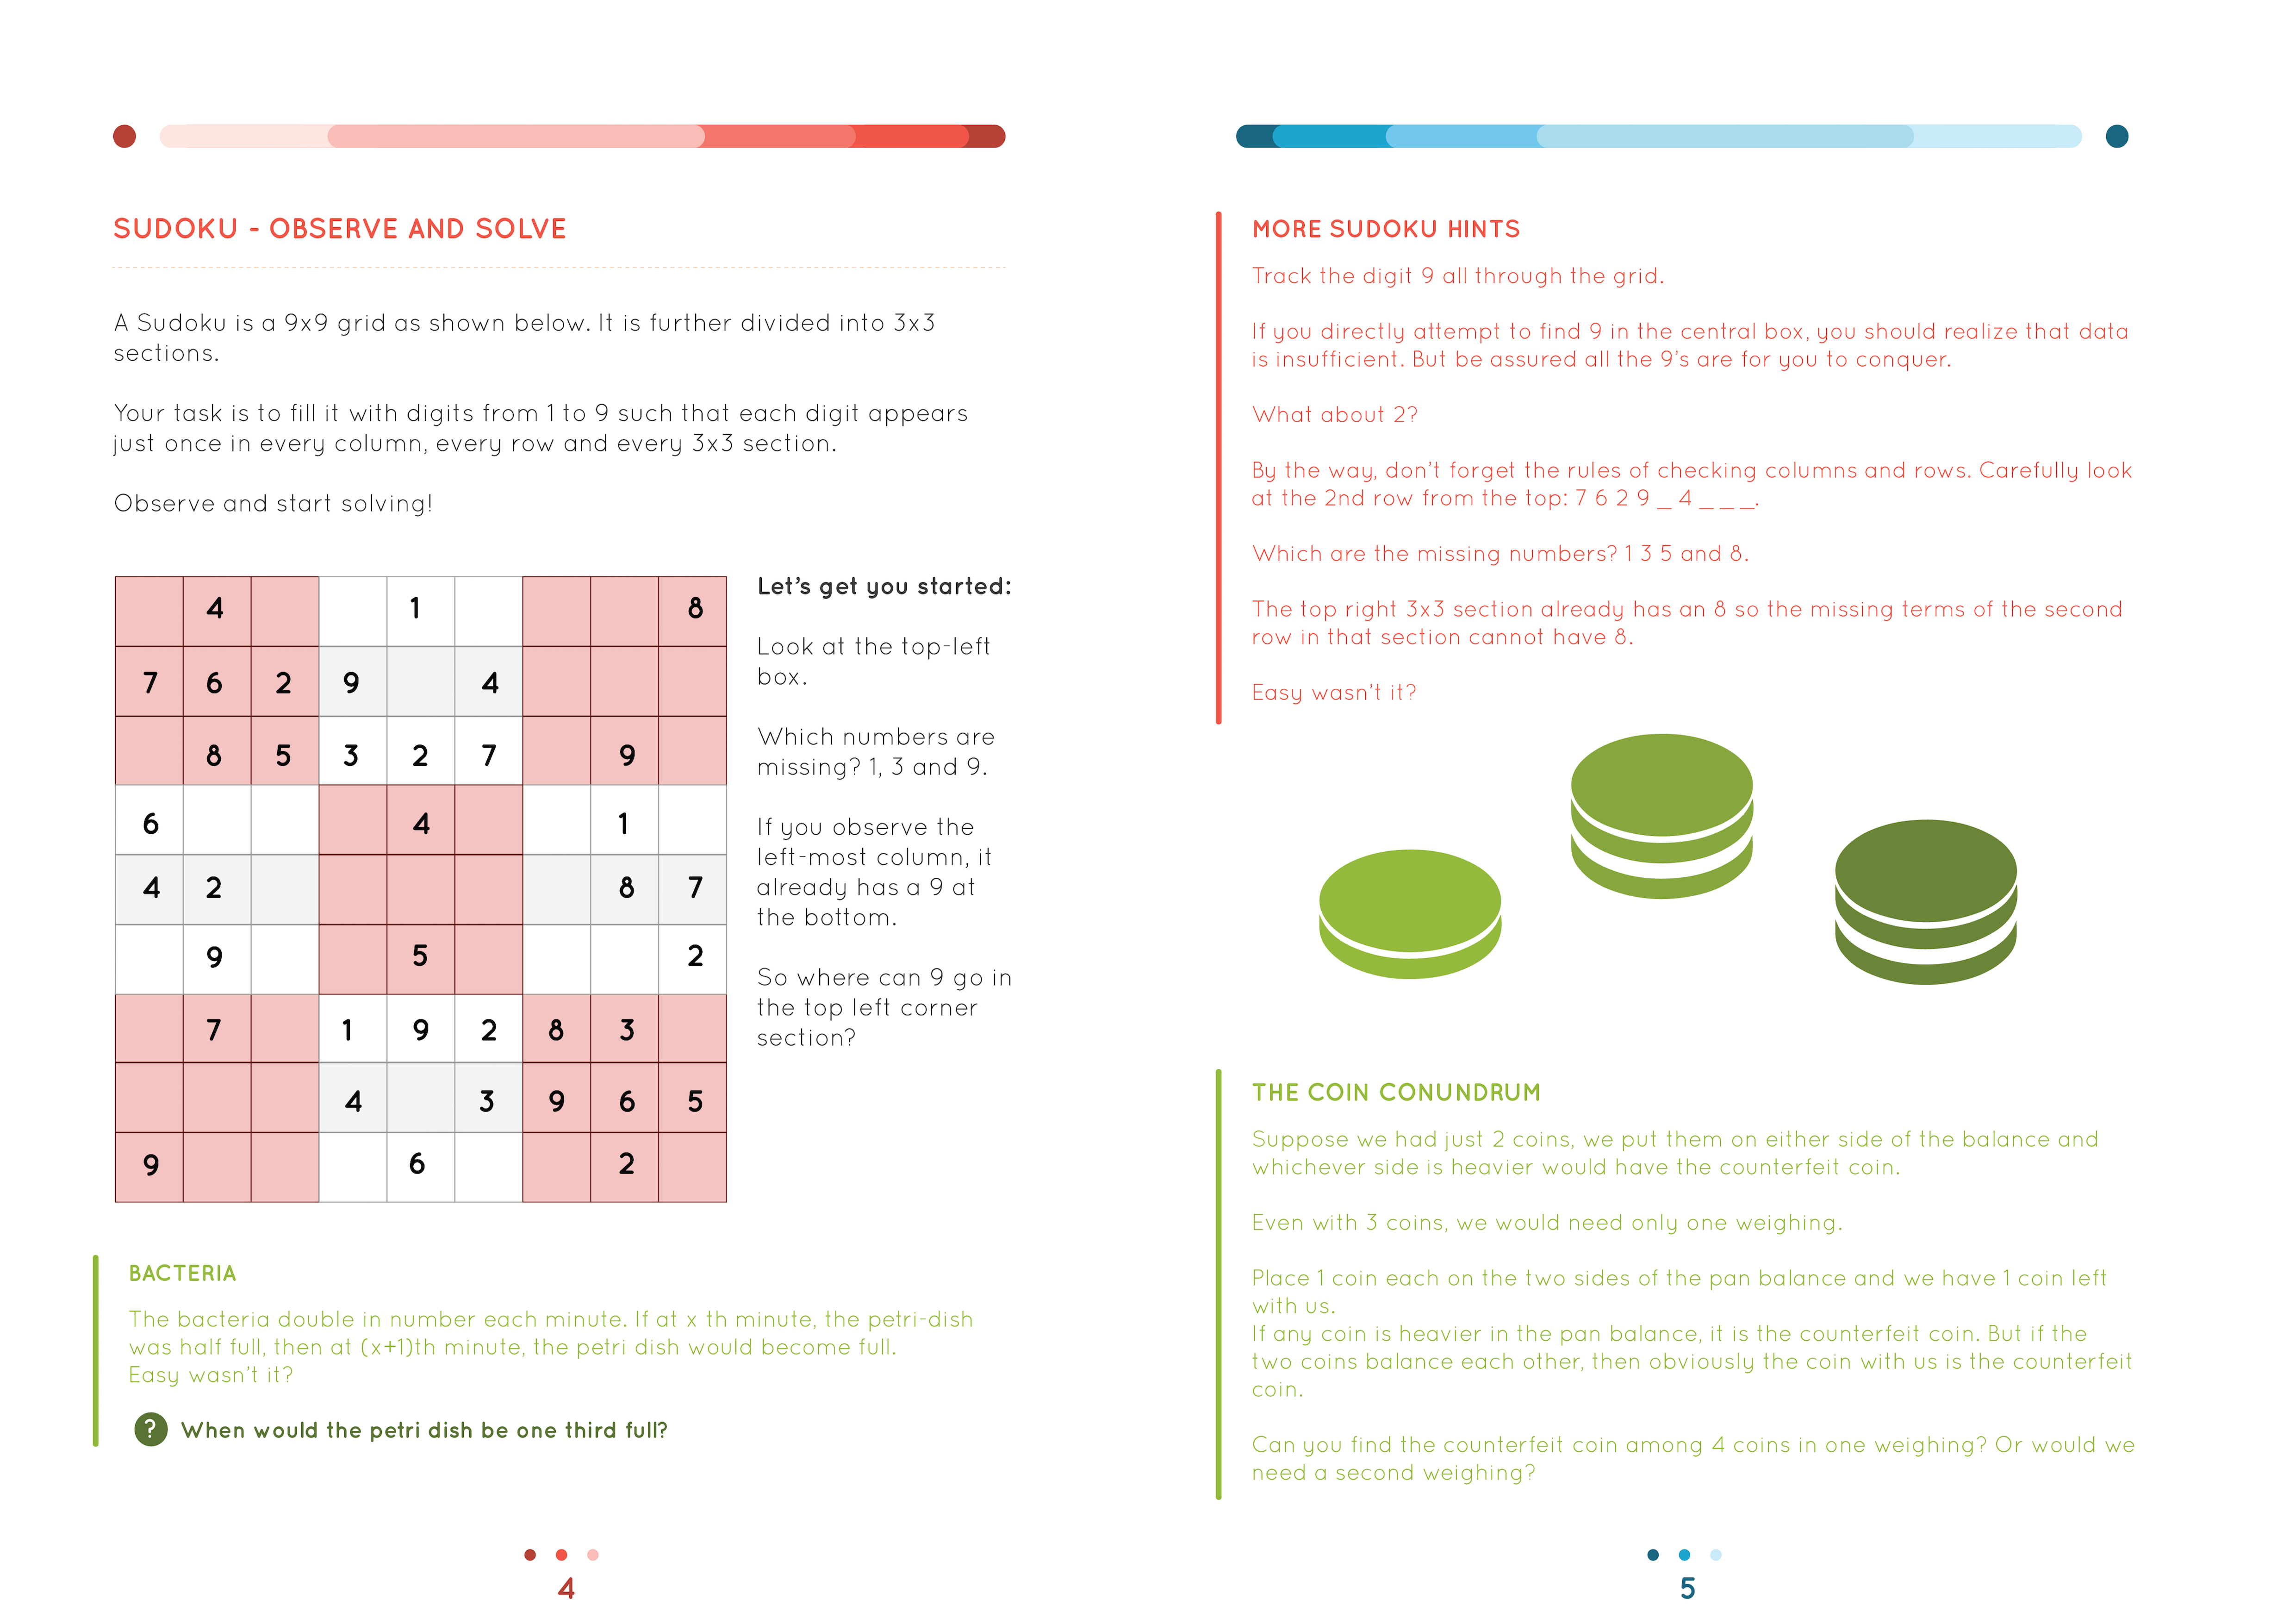 SUDOKU - OBSERVE AND SOLVE
A Sudoku is a 9x9 grid as shown below. It is further divided into 3x3
sections.
Your task is to fill it with digits from 1 to 9 such that each digit appears
just once in every column, every row and every 3x3 section.
Observe and start solving!
4 1 8
7 6 2 9 4
8 5 3 2 7 9
6 4 1
4 2 8 7
9 5 2
7 1 9 2 8 3
4 3 9 6 5
9 6 2
Let's get you started:
Look at the top-left
box.
Which numbers are
missing? 1, 3 and 9.
If you observe the
left-most column, it
already has a 9 at
the bottom.
So where can 9 go in
the top left corner
section?
BACTERIA
The bacteria double in number each minute. If at x th minute, the petri-dish
was half full, then at (x+1)th minute, the petri dish would become full.
Easy wasn't it?
? When would the petri dish be one third full?
4
MORE SUDOKU HINTS
Track the digit 9 all through the grid.
If you directly attempt to find 9 in the central box, you should realize that data
is insufficient. But be assured all the 9's are for you to conquer.
What about 2?
By the way, don't forget the rules of checking columns and rows. Carefully look
at the 2nd row from the top: 7 6 2 9 _ 4 _ _ _.
Which are the missing numbers? 1 3 5 and 8.
The top right 3x3 section already has an 8 so the missing terms of the second
row in that section cannot have 8.
Easy wasn't it?
THE COIN CONUNDRUM
Suppose we had just 2 coins, we put them on either side of the balance and
whichever side is heavier would have the counterfeit coin.
Even with 3 coins, we would need only one weighing.
Place 1 coin each on the two sides of the pan balance and we have 1 coin left
with us.
If any coin is heavier in the pan balance, it is the counterfeit coin. But if the
two coins balance each other, then obviously the coin with us is the counterfeit
coin.
Can you find the counterfeit coin among 4 coins in one weighing? Or would we
need a second weighing?
5